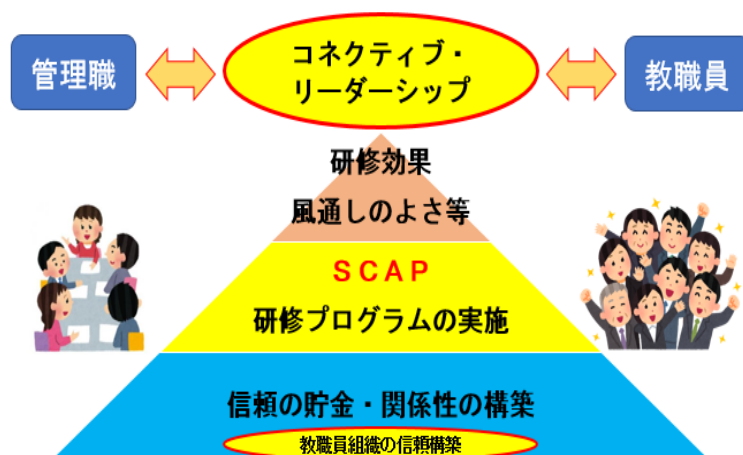 コネクティブ・
リーダーシップ
管理職
教職員
研修効果
風通しのよさ等
ＳＣＡＰ
研修プログラムの実施
信頼の貯金・関係性の構築
教職員組織の信頼構築